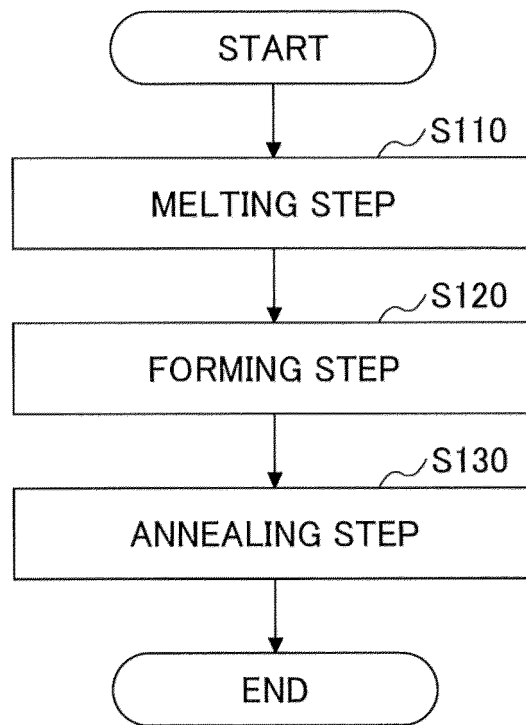 START
S110
MELTING STEP
S120
FORMING STEP
S130
ANNEALING STEP
END